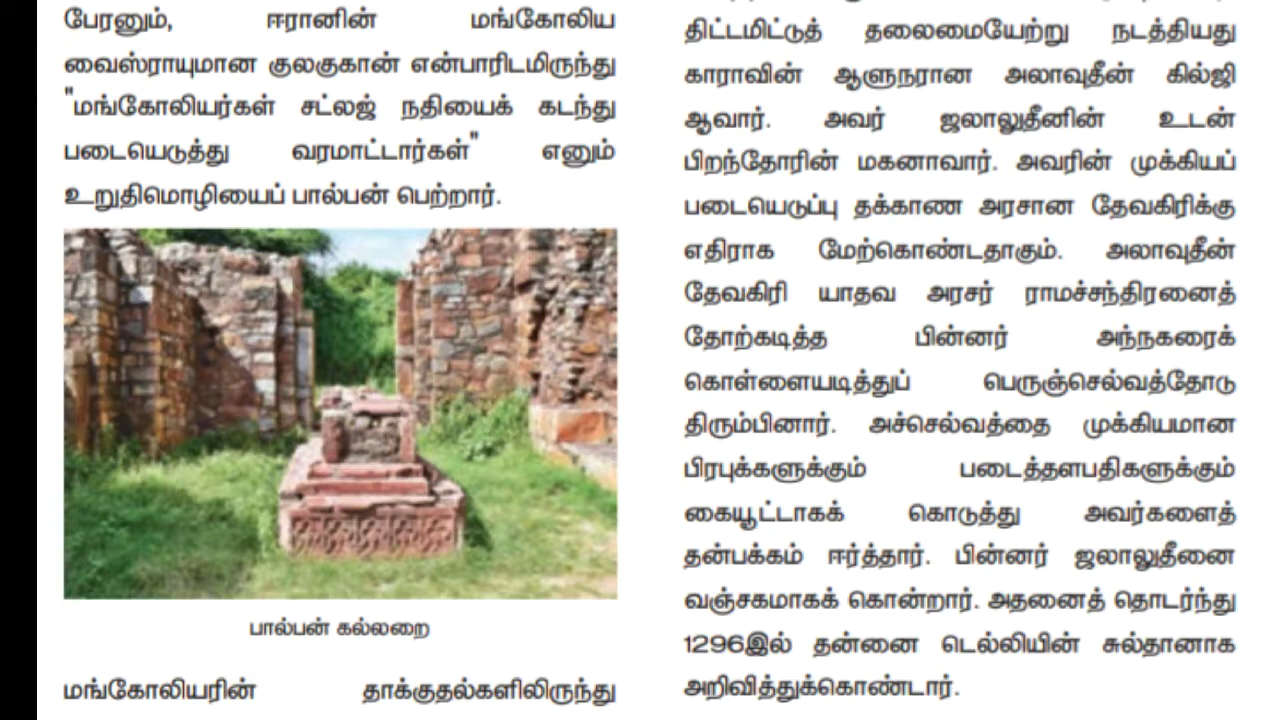 பேரனும், ஈரானின் மங்கோலிய
வைஸ்ராயுமான குலகுகான் என்பாரிடமிருந்து
"மங்கோலியர்கள் சட்லஜ் நதியைக் கடந்து
படையெடுத்து வரமாட்டார்கள்" எனும்
உறுதிமொழியைப் பால்பன் பெற்றார்.
பால்பன் கல்லறை
மங்கோலியரின் தாக்குதல்களிலிருந்து
திட்டமிட்டுத் தலைமையேற்று நடத்தியது
காராவின் ஆளுநரான அலாவுதீன் கில்ஜி
ஆவார். அவர் ஜலாலுதீனின் உடன்
பிறந்தோரின் மகனாவார். அவரின் முக்கியப்
படையெடுப்பு தக்காண அரசான தேவகிரிக்கு
எதிராக மேற்கொண்டதாகும். அலாவுதீன்
தேவகிரி யாதவ அரசர் ராமச்சந்திரனைத்
தோற்கடித்த பின்னர் அந்நகரைக்
கொள்ளையடித்துப் பெருஞ்செல்வத்தோடு
திரும்பினார். அச்செல்வத்தை முக்கியமான
பிரபுக்களுக்கும் படைத்தளபதிகளுக்கும்
கையூட்டாகக் கொடுத்து அவர்களைத்
தன்பக்கம் ஈர்த்தார். பின்னர் ஜலாலுதீனை
வஞ்சகமாகக் கொன்றார். அதனைத் தொடர்ந்து
1296இல் தன்னை டெல்லியின் சுல்தானாக
அறிவித்துக்கொண்டார்.